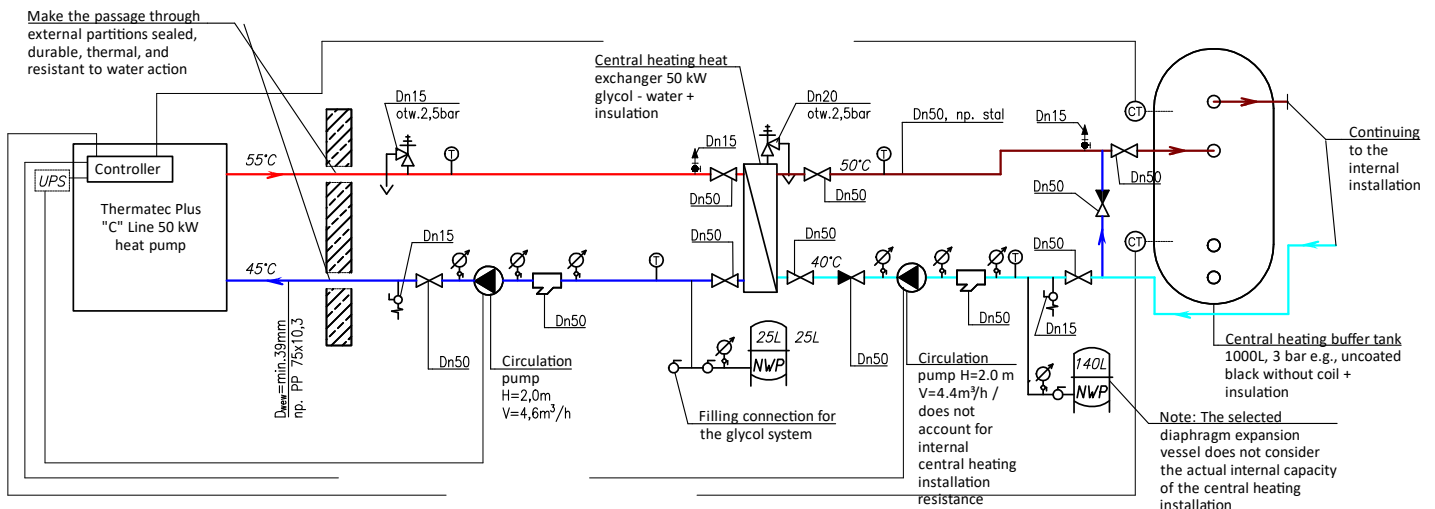 Make the passage through
external partitions sealed,
durable, thermal, and
resistant to water action
Dn15
otw.2,5bar
Central heating heat
exchanger 50 kW
glycol - water +
insulation
Dn20
otw.2,5bar
Dn50, np. stal
Dn15
Dn15
CT
Continuing
to the
internal
installation
Controller
UPS
55°C
T
50°C
T
Dn50
Dn50
Dn50
Dn50
Thermatec Plus
"C" Line 50 kW
heat pump
45°C
Dn15
T
Dn50
Dn50
40°C
T
Dn50
CT
Dn50
Dn50
Dn15
Dwew=min.39mm
np. PP 75x10,3
Dn50
Circulation
pump
H=2,0m
V=4,6m³/h
25L
25L
NWP
Filling connection for
the glycol system
Dn50
Circulation
pump H=2.0 m
V=4.4m³/h /
does not
account for
internal
central heating
installation
resistance
140L
NWP
Central heating buffer tank
1000L, 3 bar e.g., uncoated
black without coil +
insulation
Note: The selected
diaphragm expansion
vessel does not consider
the actual internal capacity
of the central heating
installation